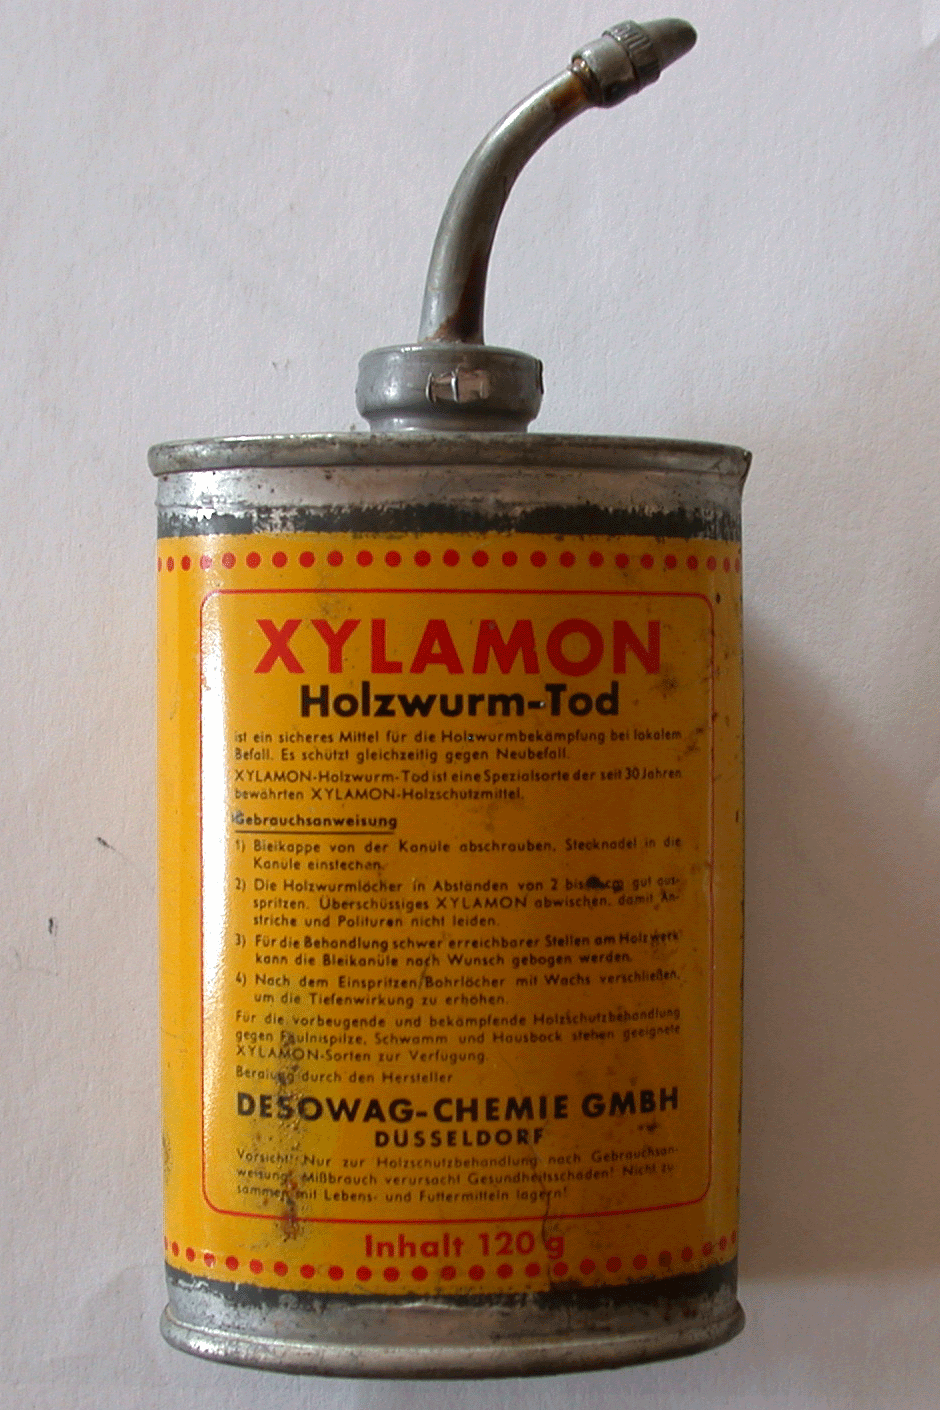 XYLAMON
Holzwurm-Tod
ist ein sicheres Mittel für die Holzwurmbekämpfung bei lokalem
Befall. Es schützt gleichzeitig gegen Neubefall.
XYLAMON-Holzwurm-Tod ist eine Spezialsorte der seit 30 Jahren
bewährten XYLAMON-Holzschutzmittel.
Gebrauchsanweisung
1) Bleikappe von der Kanüle abschrauben, Stecknadel in die
Kanüle einstechen.
2) Die Holzwurmlöcher in Abständen von 2 bis cm gut aus-
spritzen. Überschüssiges XYLAMON abwischen, damit An-
striche und Polituren nicht leiden.
3) Für die Behandlung schwer erreichbarer Stellen am Holzwerk
kann die Bleikanüle nach Wunsch gebogen werden.
4) Nach dem Einspritzen Bohrlöcher mit Wachs verschließen,
um die Tiefenwirkung zu erhöhen.
Für die vorbeugende und bekämpfende Holzschutzbehandlung
gegen Fäulnispilze, Schwamm und Hausbock stehen geeignete
XYLAMON-Sorten zur Verfügung.
Beratung durch den Hersteller
DESOWAG-CHEMIE GMBH
DÜSSELDORF
Vorsicht! Nur zur Holzschutzbehandlung nach Gebrauchsan-
weisung! Mißbrauch verursacht Gesundheitsschäden! Nicht zu-
sammen mit Lebens- und Futtermitteln lagern!
Inhalt 120 g